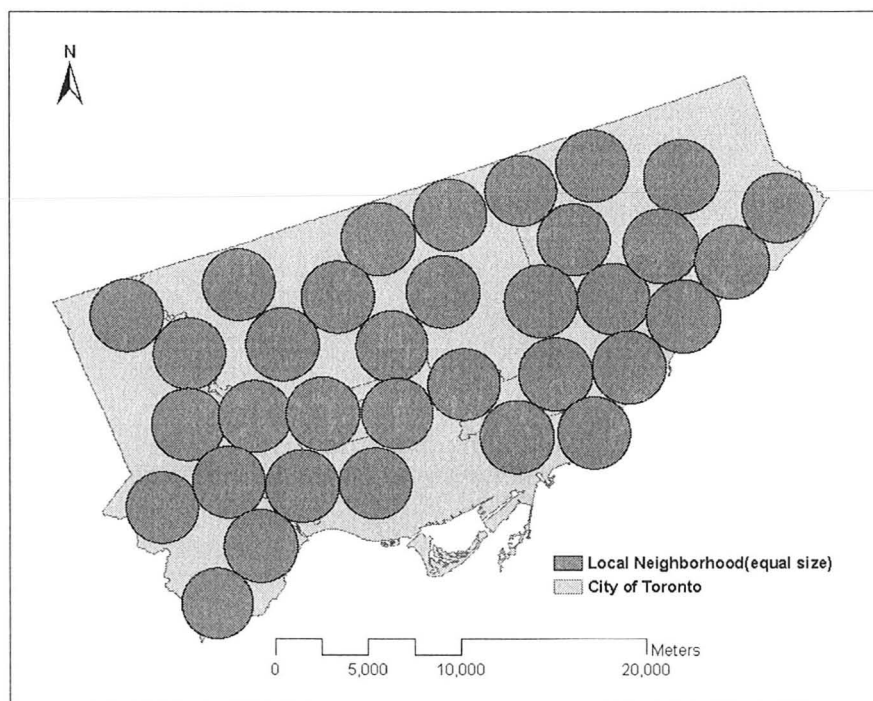 N
Local Neighborhood(equal size)
City of Toronto
Meters
0 5,000 10,000 20,000